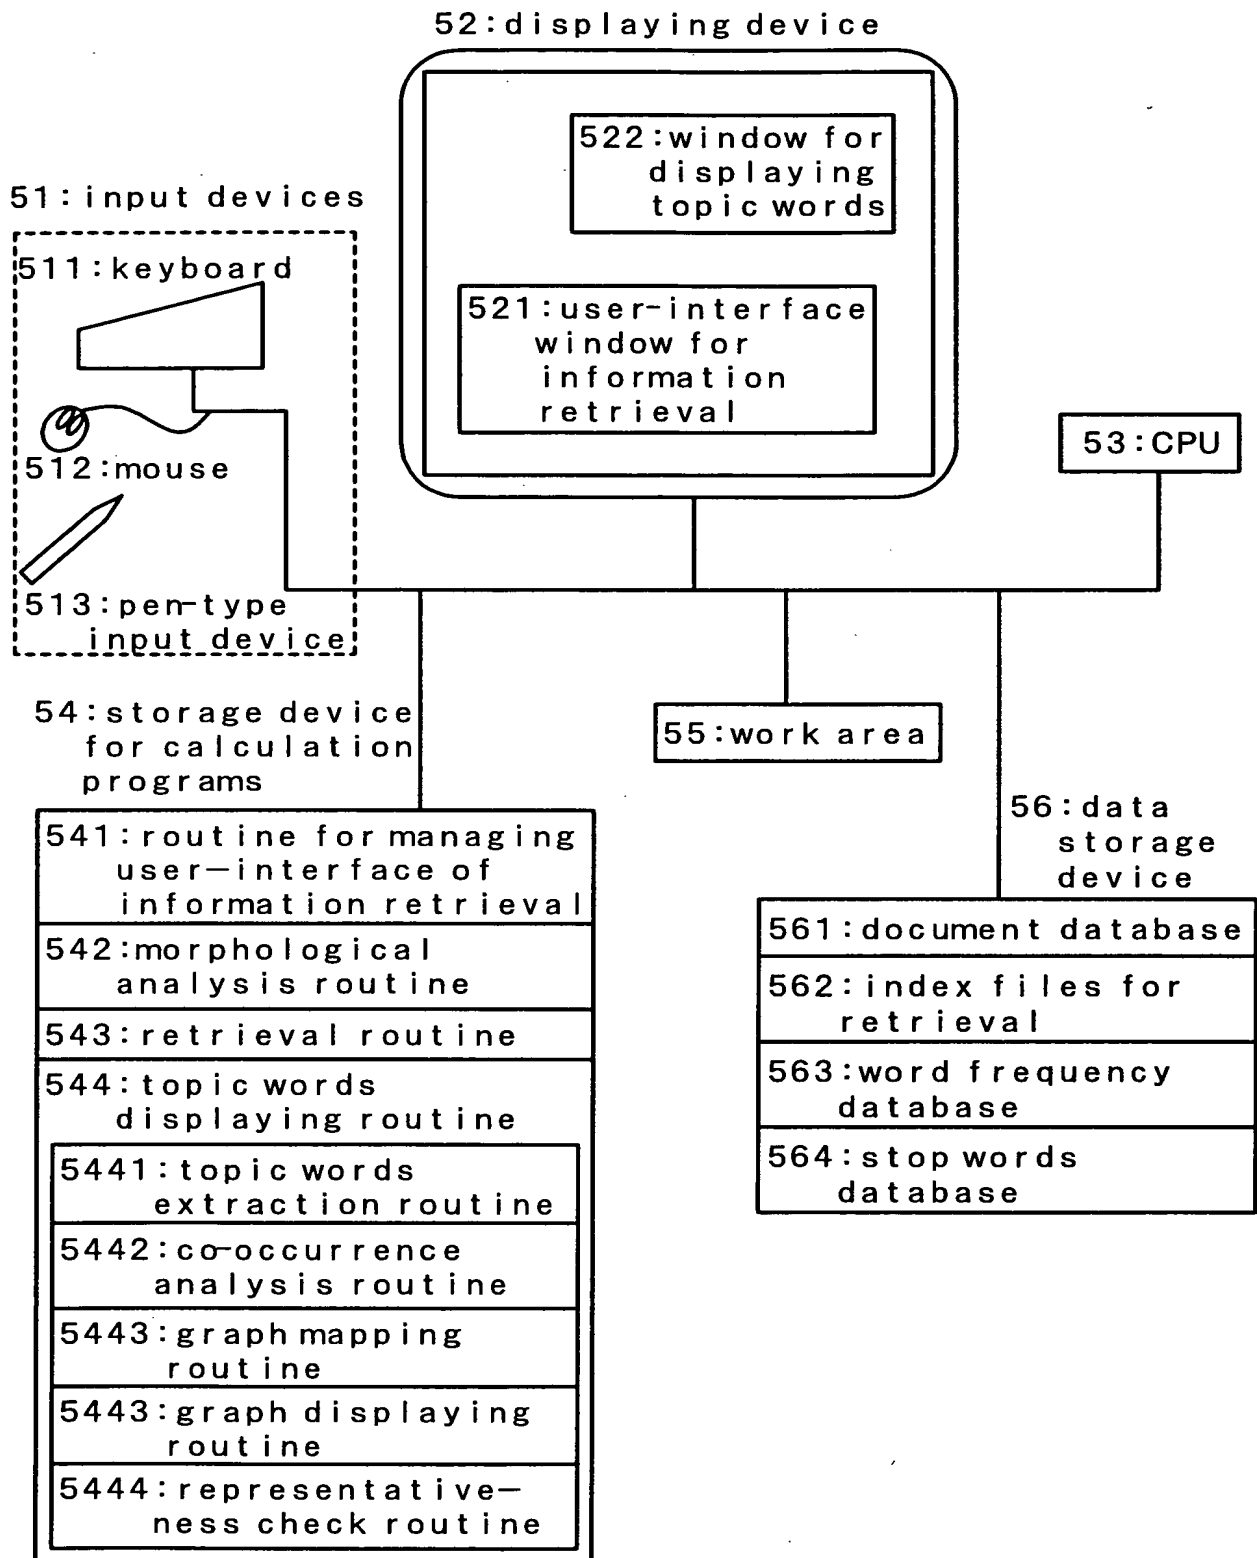 52:displaying device
522:window for
displaying
topic words
521:user-interface
window for
information
retrieval
51:input devices
511:keyboard
512:mouse
513:pen-type
input device
53:CPU
54:storage device
for calculation
programs
541:routine for managing
user-interface of
information retrieval
542:morphological
analysis routine
543:retrieval routine
544:topic words
displaying routine
5441:topic words
extraction routine
5442:co-occurrence
analysis routine
5443:graph mapping
routine
5443:graph displaying
routine
5444:representative-
ness check routine
55:work area
56:data
storage
device
561:document database
562:index files for
retrieval
563:word frequency
database
564:stop words
database